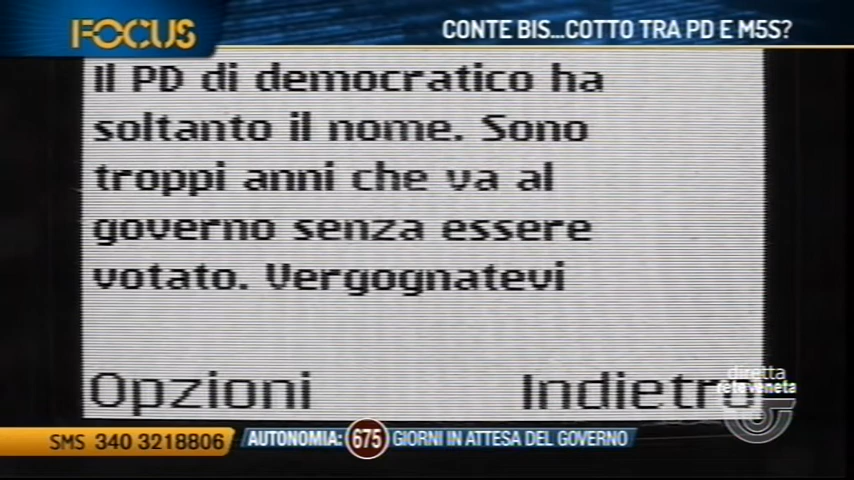 FOCUS
CONTE BIS...COTTO TRA PD E M5S?
Il PD di democratico ha
soltanto il nome. Sono
troppi anni che va al
governo senza essere
votato. Vergognatevi
Opzioni Indietro
diretta
reteveneta
SMS 340 3218806
AUTONOMIA: 675 GIORNI IN ATTESA DEL GOVERNO